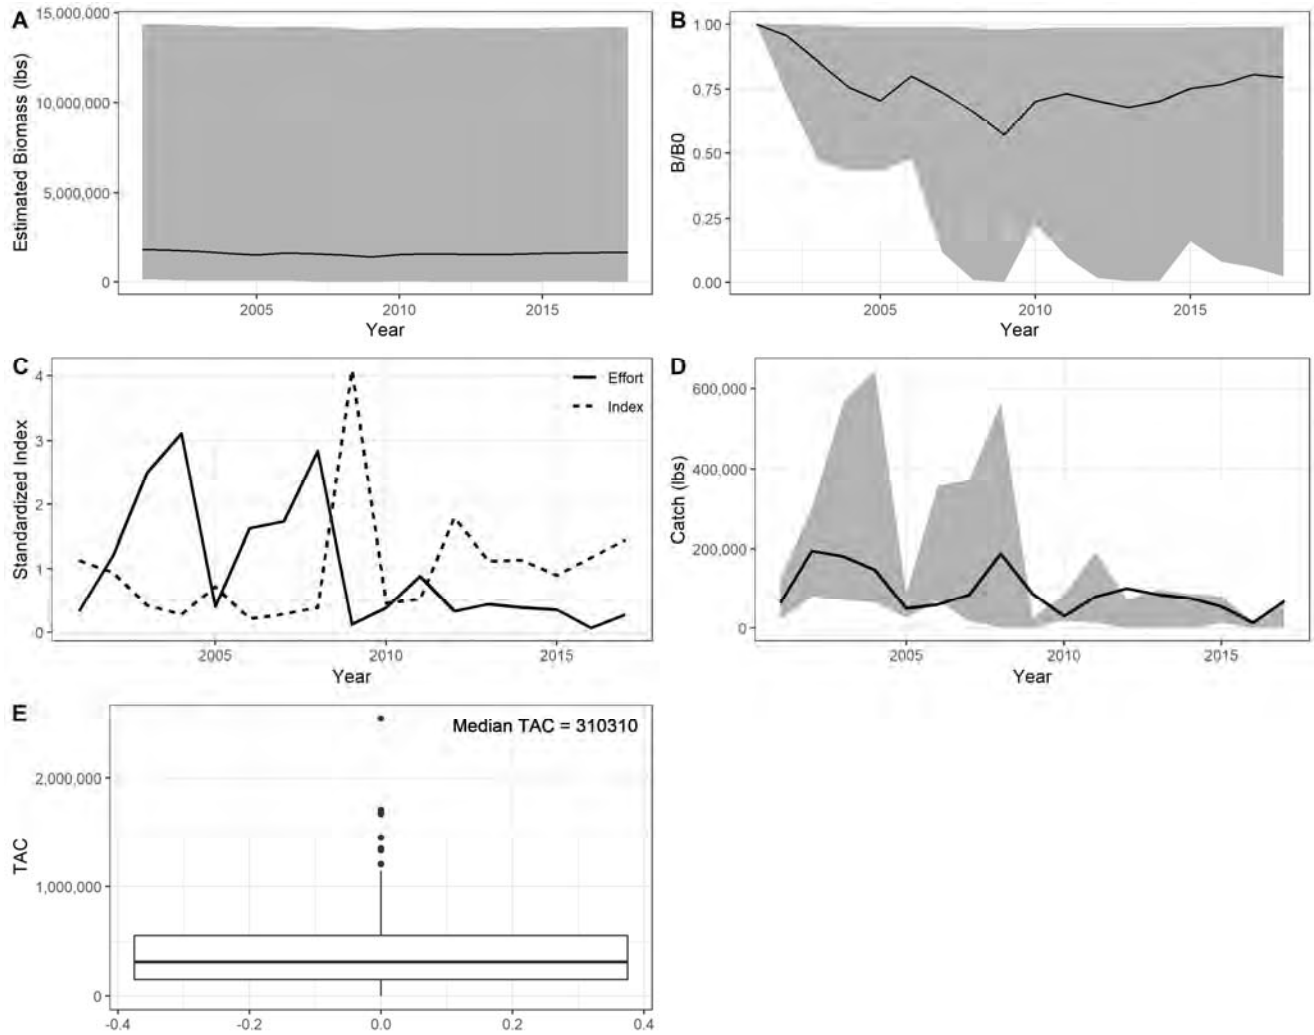 A
Estimated Biomass (lbs)
15,000,000
10,000,000
5,000,000
0
2005
2010
2015
Year
B
B/B0
1.00
0.75
0.50
0.25
0.00
2005
2010
2015
Year
C
Standardized Index
4
3
2
1
0
Effort
Index
2005
2010
2015
Year
D
Catch (lbs)
600,000
400,000
200,000
0
2005
2010
2015
Year
E
Median TAC = 310310
TAC
2,000,000
1,000,000
0
-0.4
-0.2
0.0
0.2
0.4